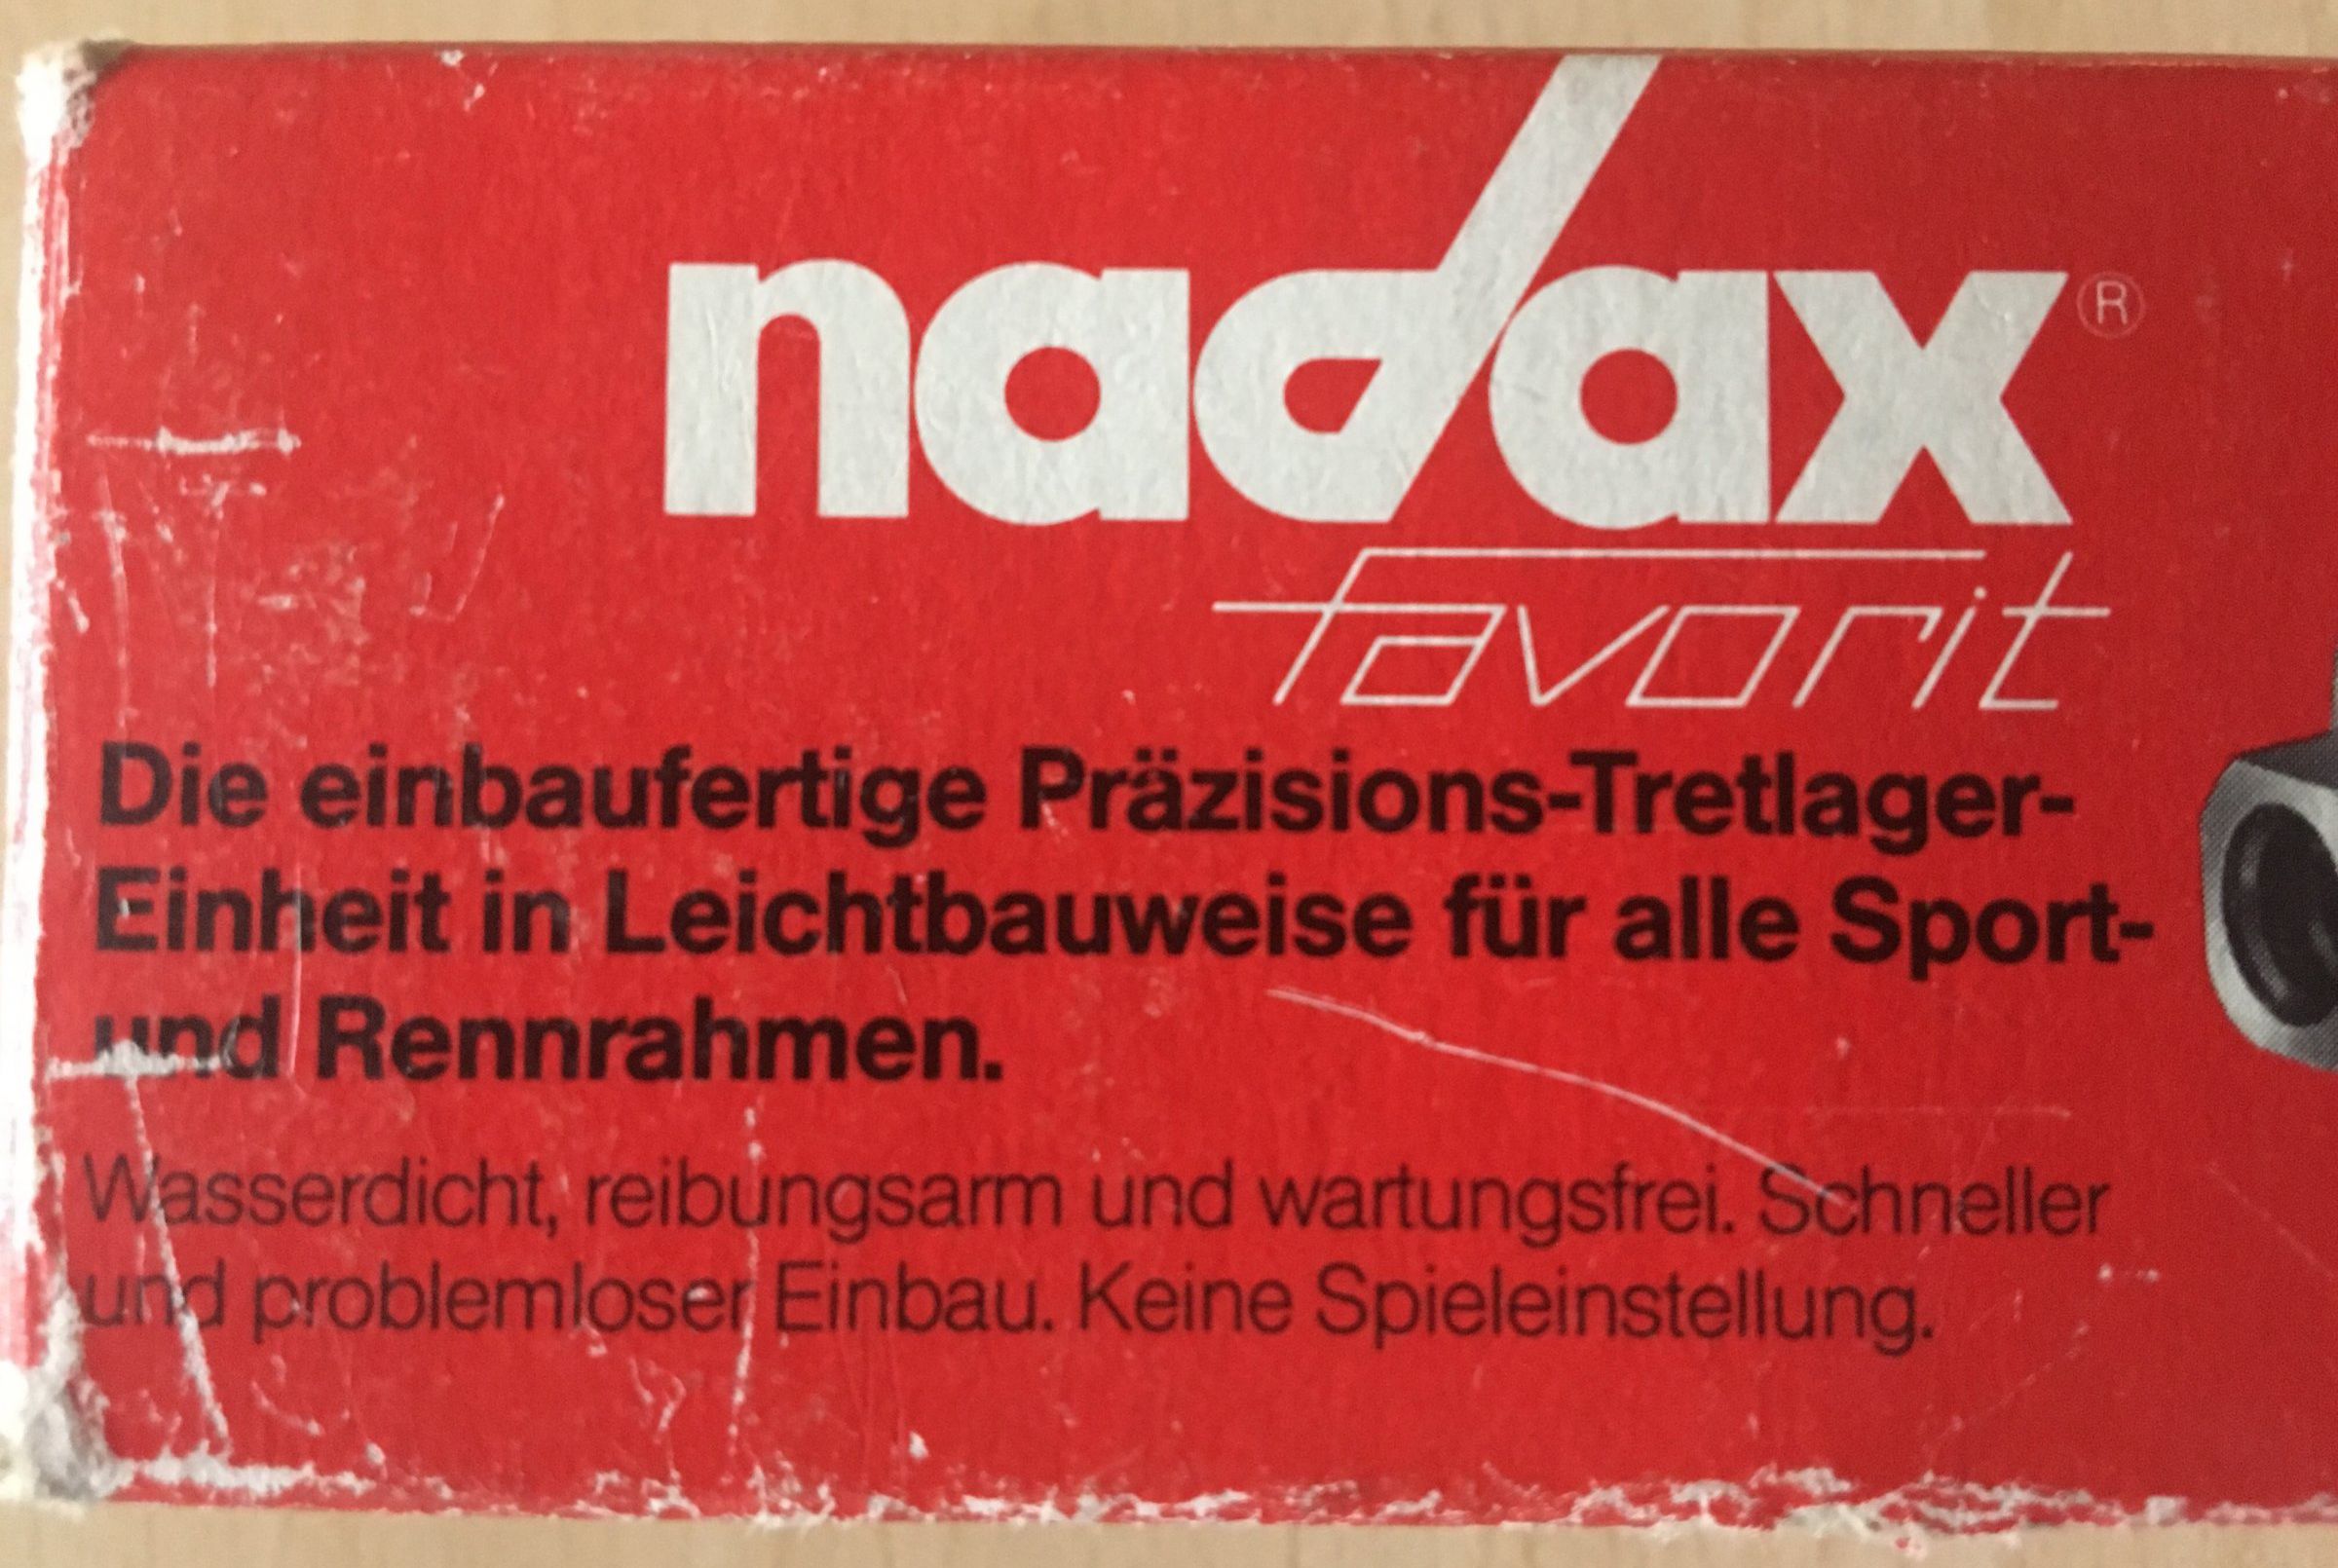 nadax®
favorit
Die einbaufertige Präzisions-Tretlager-
Einheit in Leichtbauweise für alle Sport-
und Rennrahmen.
Wasserdicht, reibungsarm und wartungsfrei. Schneller
und problemloser Einbau. Keine Spieleinstellung.